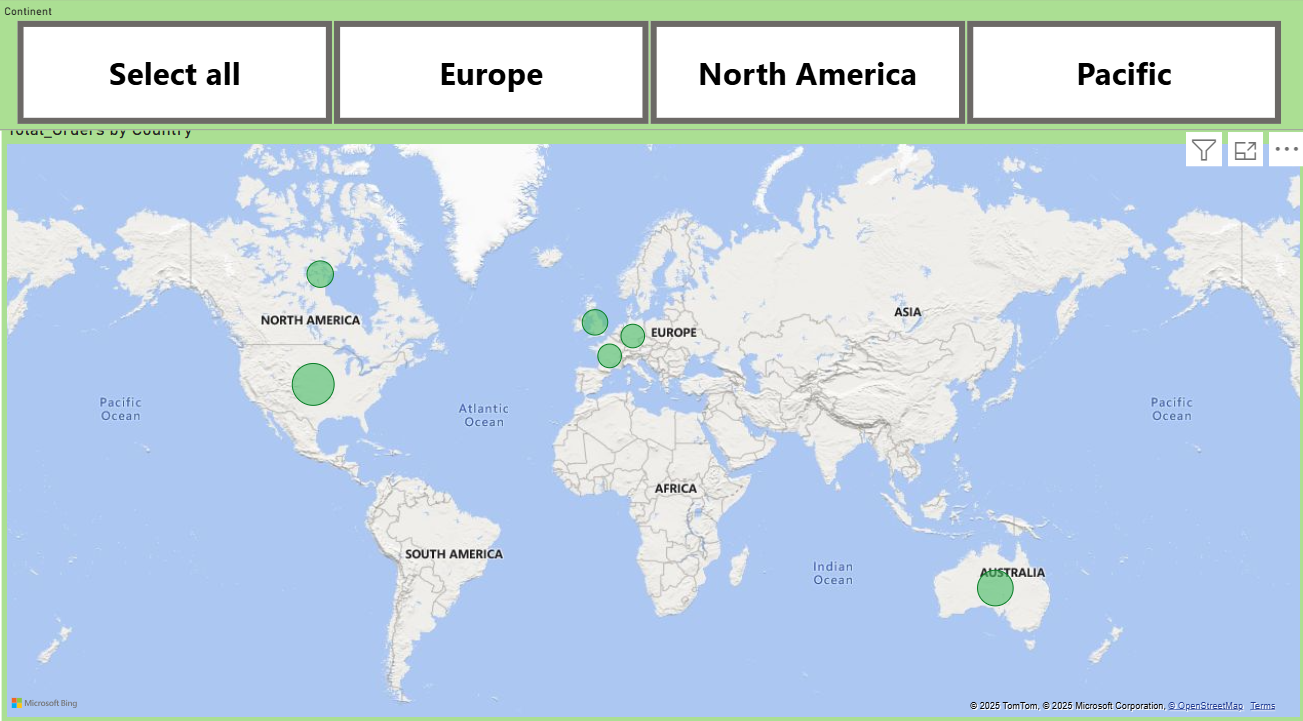 Continent
Select all
Europe
North America
Pacific
Total_Orders by Country
NORTH AMERICA
EUROPE
ASIA
Pacific
Ocean
Atlantic
Ocean
Pacific
Ocean
AFRICA
SOUTH AMERICA
Indian
Ocean
AUSTRALIA
Microsoft Bing
© 2025 TomTom, © 2025 Microsoft Corporation, © OpenStreetMap Terms